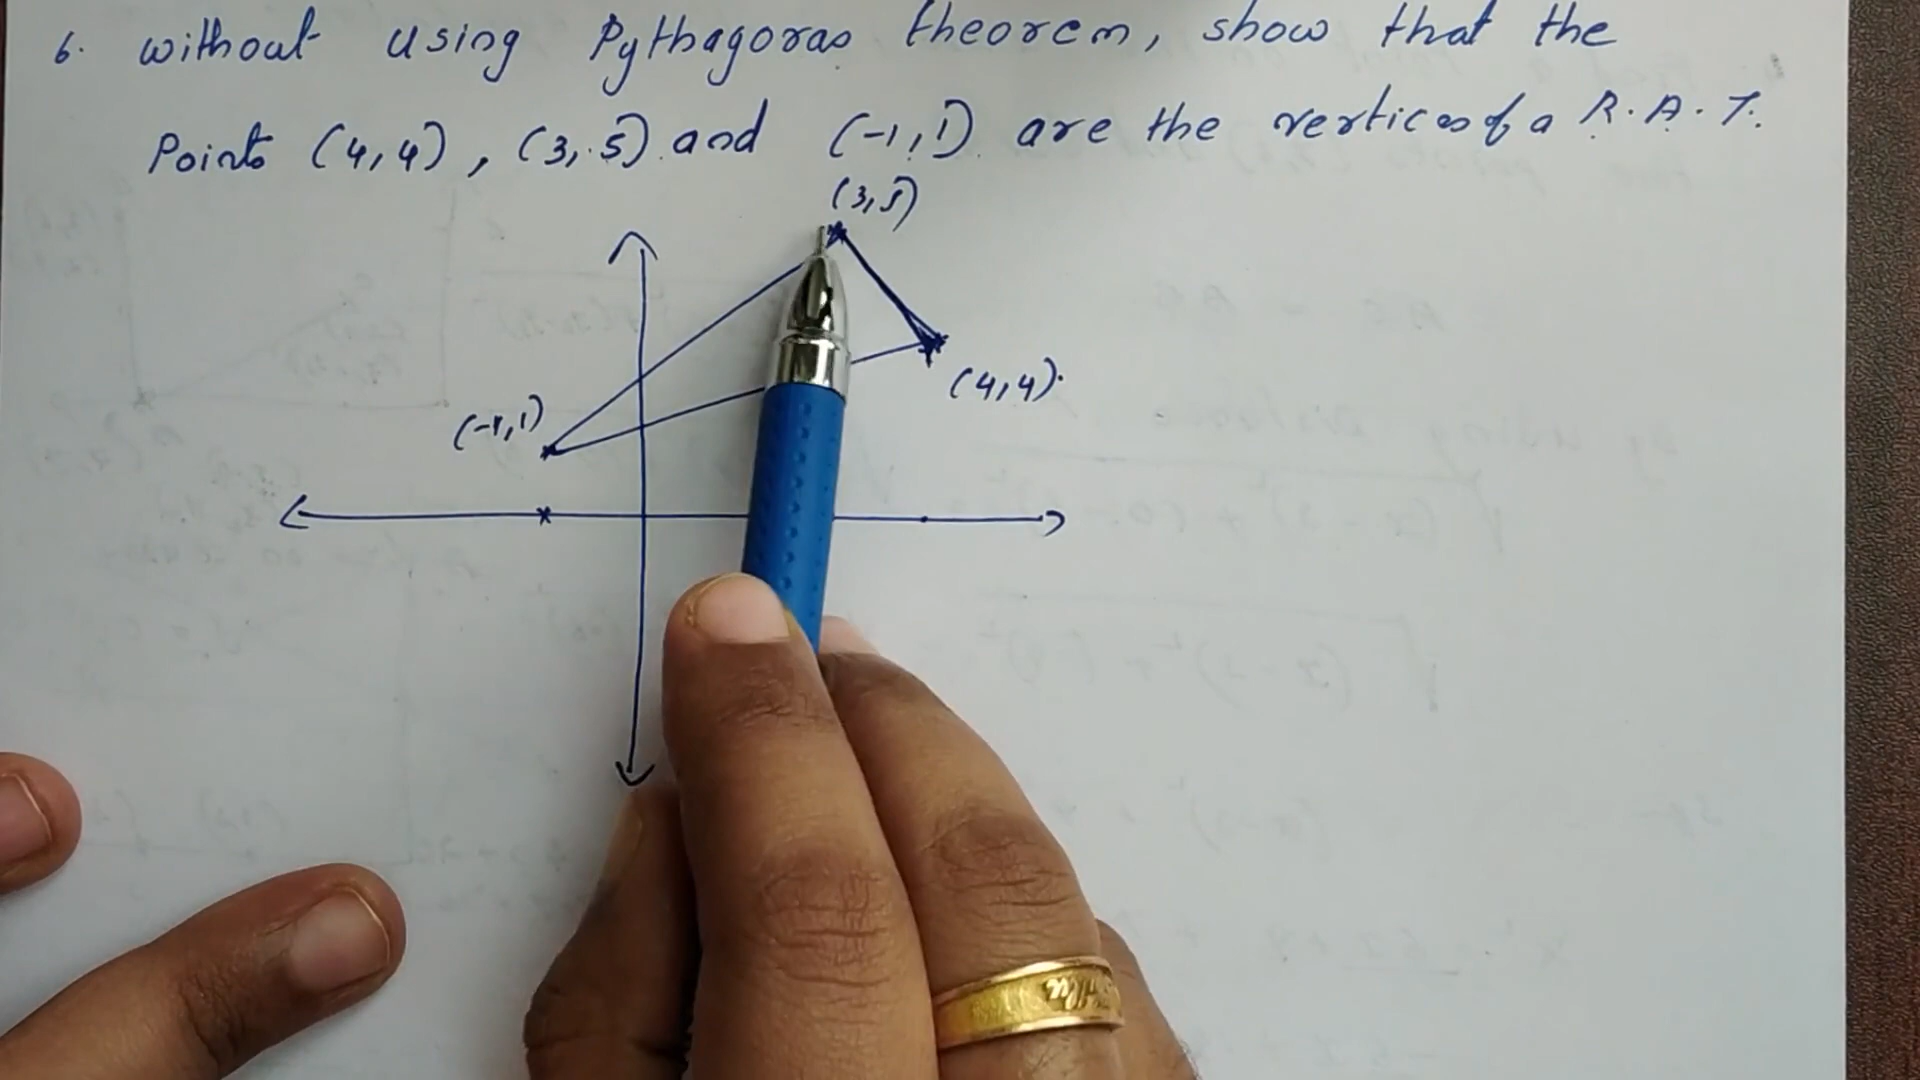 6. without using Pythagoras theorem, show that the
Points (4,4), (3,5) and (-1,1) are the vertices of a R.A.T.
(3,5)
(4,4).
(-1,1)